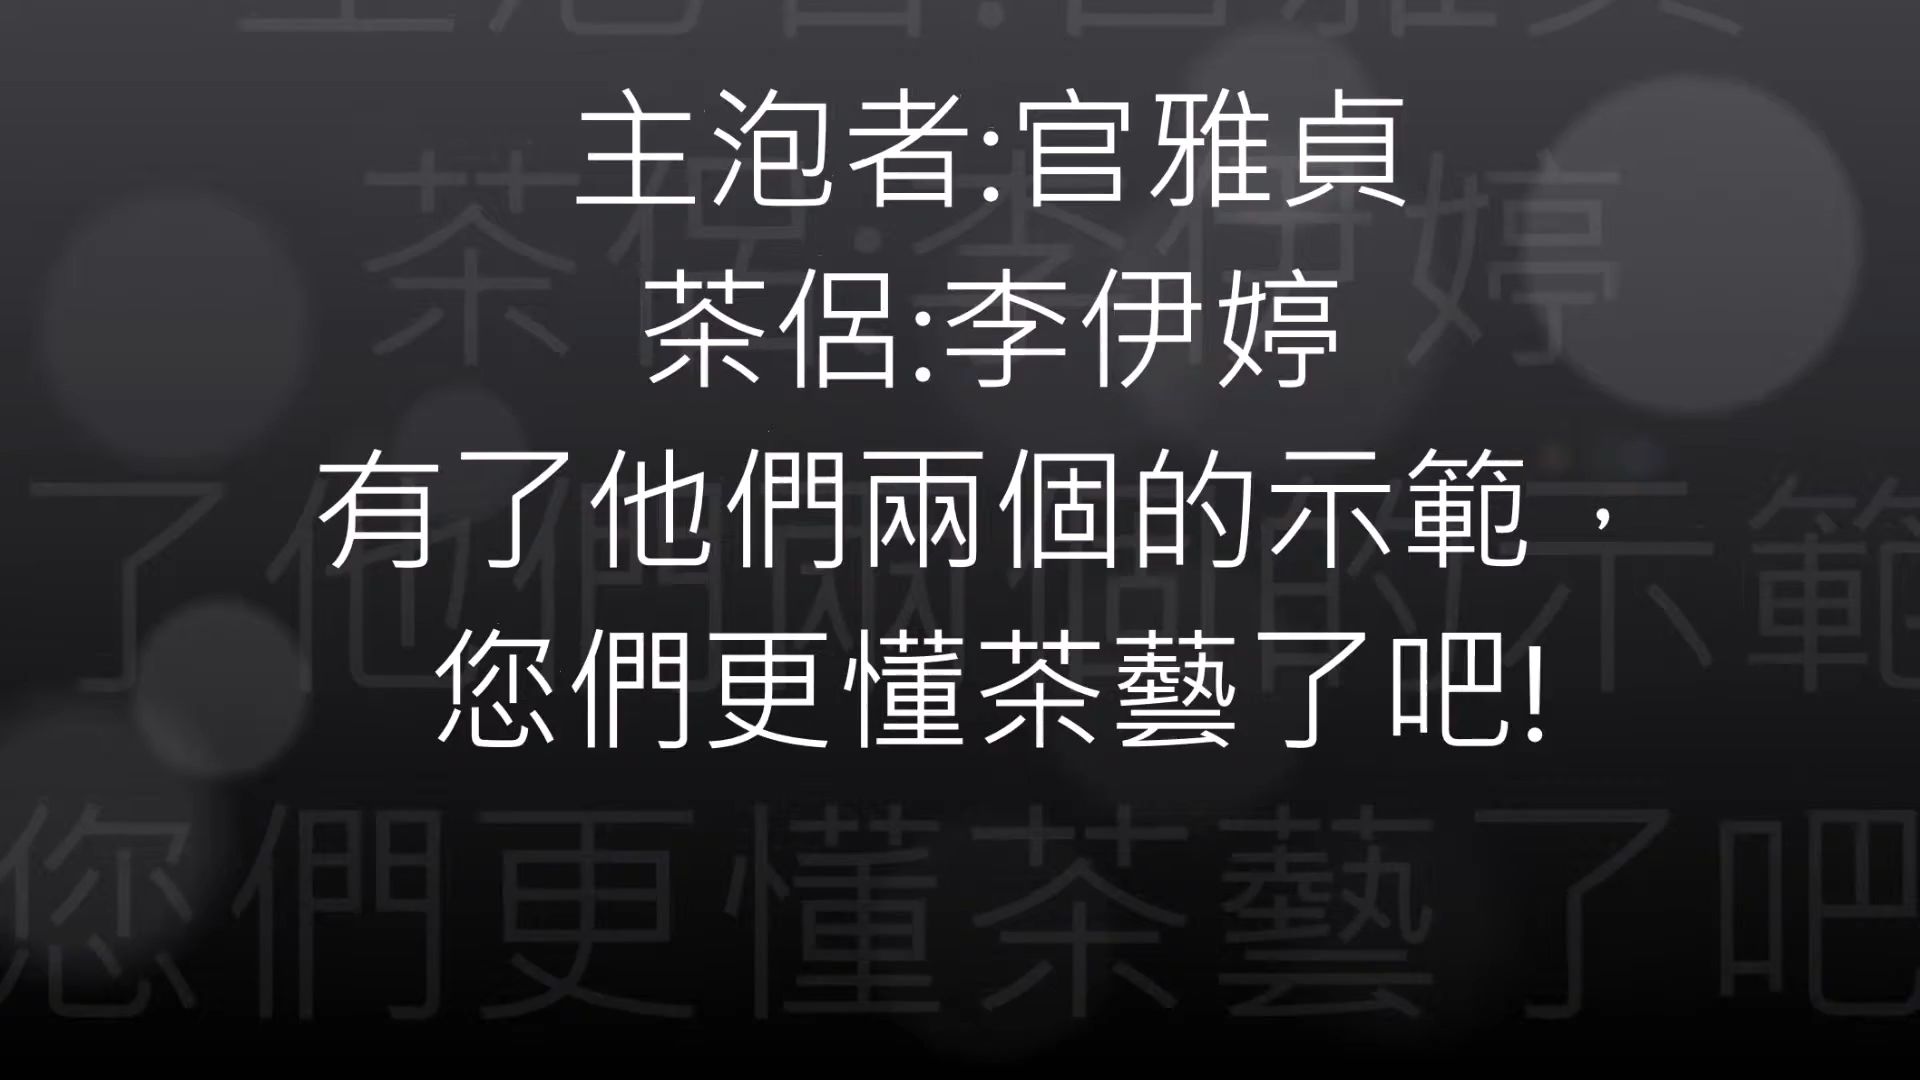 主泡者:官雅貞
茶侶:李伊婷
有了他們兩個的示範，
您們更懂茶藝了吧!